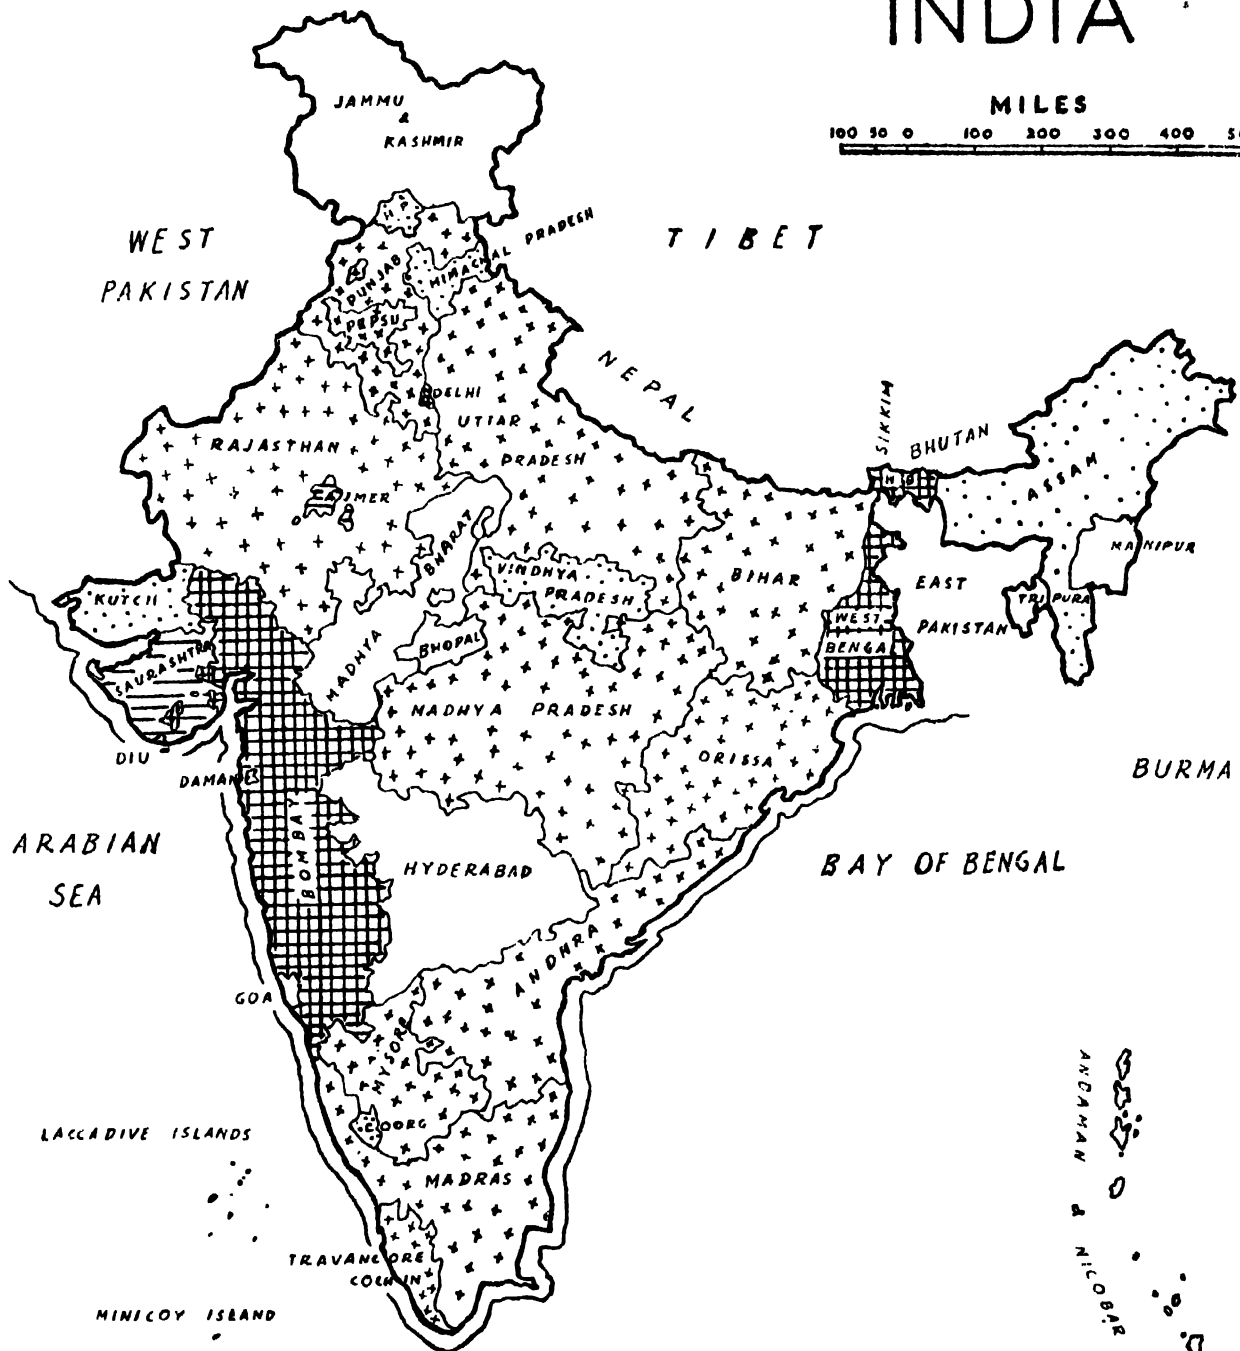 INDIA
MILES
100 50 0 100 200 300 400
JAMMU
&
KASHMIR
H P
WEST
PAKISTAN
TIBET
HIMACHAL PRADESH
PUNJAB
PEPSU
NEPAL
DELHI
UTTAR
PRADESH
RAJASTHAN
AJMER
SIKKIM
BHUTAN
ASSAM
MANIPUR
BHARAT
MADHYA
VINDHYA
PRADESH
BIHAR
EAST
PAKISTAN
TRIPURA
KUTCH
WEST
BENGA
BHOPAL
SAURASHTRA
MADHYA PRADESH
DIU
DAMAN
ORISSA
BURMA
ARABIAN
SEA
BOMBAY
HYDERABAD
BAY OF BENGAL
ANDHRA
GOA
MYSORE
COORG
LACCADIVE ISLANDS
MADRAS
ANDAMAN & NICOBAR
TRAVANCORE
COCHIN
MINICOY ISLAND